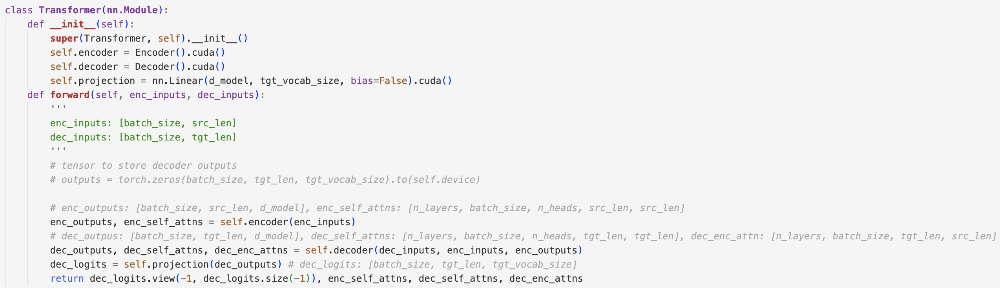 class Transformer(nn.Module):
    def __init__(self):
        super(Transformer, self).__init__()
        self.encoder = Encoder().cuda()
        self.decoder = Decoder().cuda()
        self.projection = nn.Linear(d_model, tgt_vocab_size, bias=False).cuda()
    def forward(self, enc_inputs, dec_inputs):
        '''
        enc_inputs: [batch_size, src_len]
        dec_inputs: [batch_size, tgt_len]
        '''
        # tensor to store decoder outputs
        # outputs = torch.zeros(batch_size, tgt_len, tgt_vocab_size).to(self.device)

        # enc_outputs: [batch_size, src_len, d_model], enc_self_attns: [n_layers, batch_size, n_heads, src_len, src_len]
        enc_outputs, enc_self_attns = self.encoder(enc_inputs)
        # dec_outpus: [batch_size, tgt_len, d_model], dec_self_attns: [n_layers, batch_size, n_heads, tgt_len, tgt_len], dec_enc_attn: [n_layers, batch_size, tgt_len, src_len]
        dec_outputs, dec_self_attns, dec_enc_attns = self.decoder(dec_inputs, enc_inputs, enc_outputs)
        dec_logits = self.projection(dec_outputs) # dec_logits: [batch_size, tgt_len, tgt_vocab_size]
        return dec_logits.view(-1, dec_logits.size(-1)), enc_self_attns, dec_self_attns, dec_enc_attns